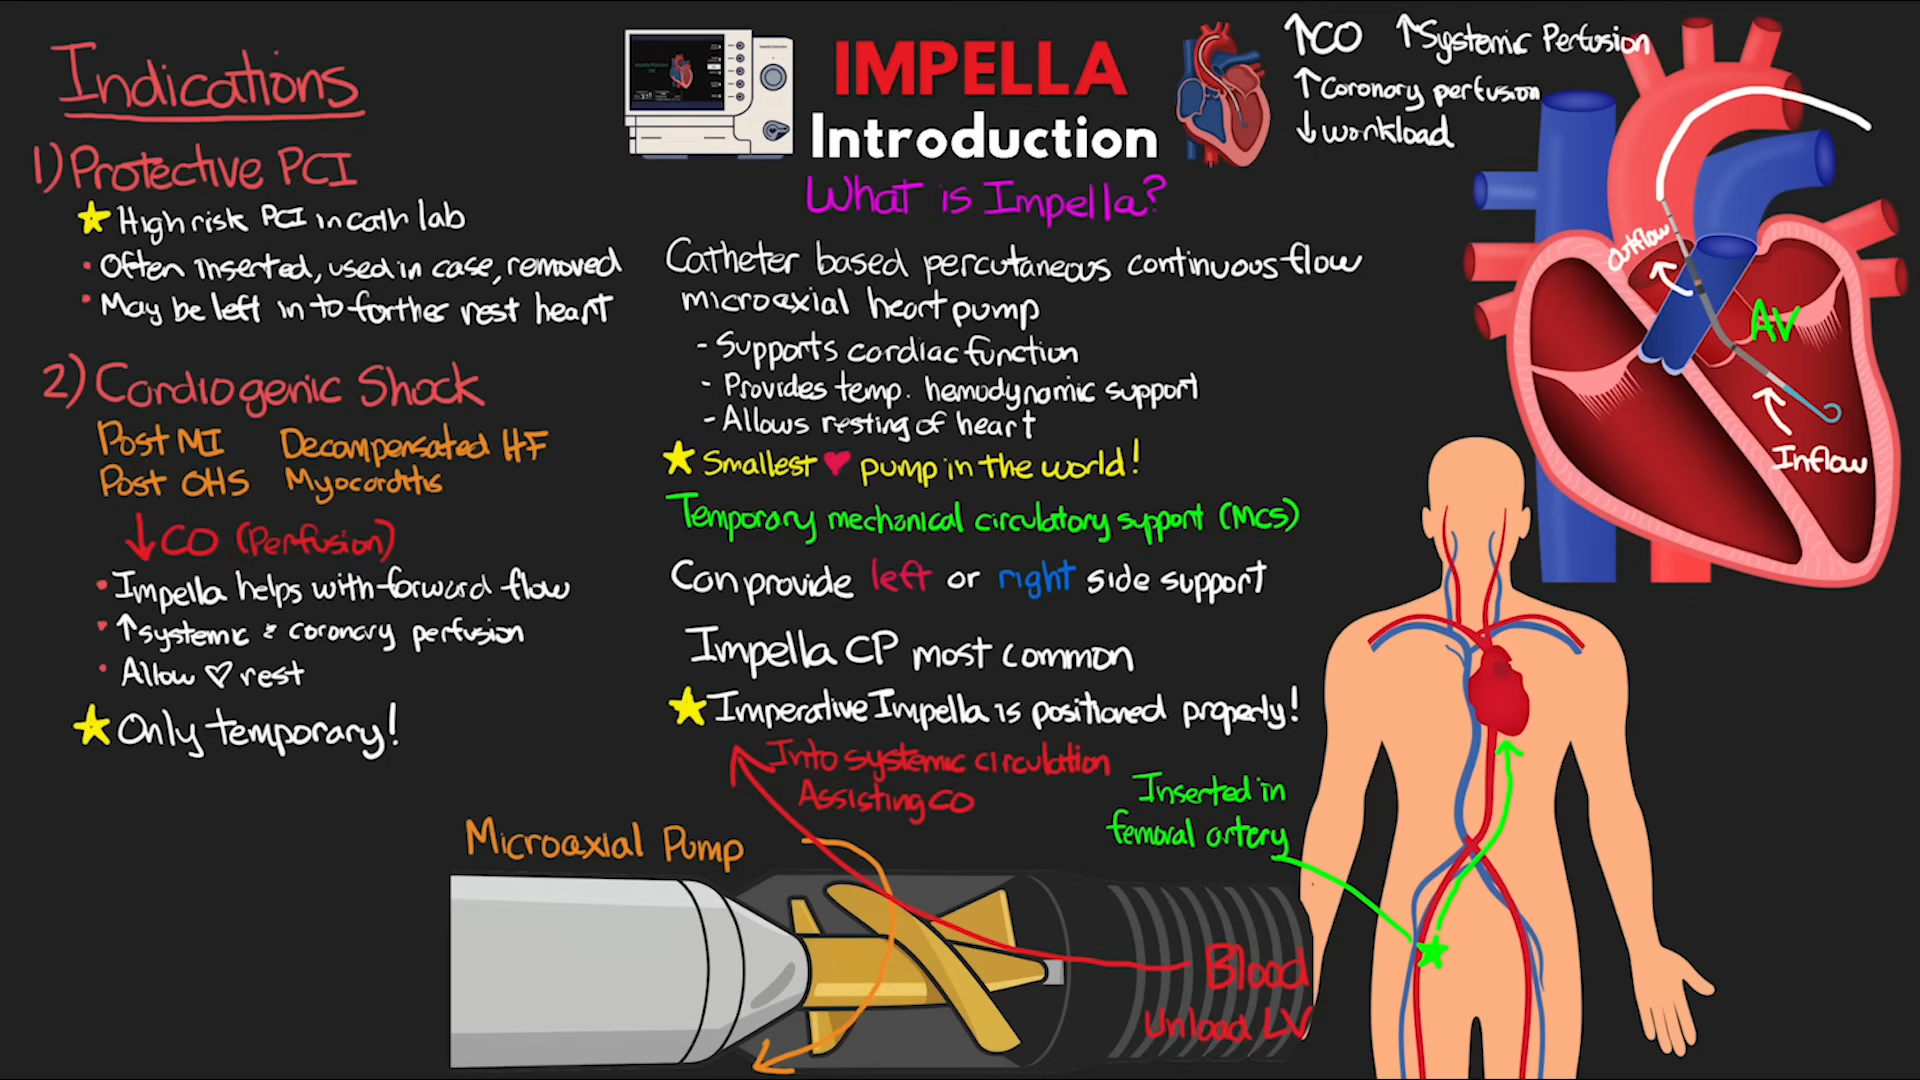 Indications
1) Protective PCI
★ High risk PCI in cath lab
• Often inserted, used in case, removed
• May be left in to forther rest heart
2) Cardiogenic Shock
Post MI Decompensated HF
Post OHS Myocarditis
↓ CO (Perfusion)
• Impella helps with forward flow
• ↑ systemic & coronary perfusion
• Allow ♡ rest
★ Only temporary!
IMPELLA
Introduction
What is Impella?
Catheter based percutaneous continuous flow
microaxial heart pump
- Supports cardiac function
- Provides temp. hemodynamic support
- Allows resting of heart
★ Smallest ♥ pump in the world!
Temporary mechanical circulatory support (MCS)
Can provide left or right side support
Impella CP most common
★ Imperative Impella is positioned properly!
Into systemic circulation
Assisting CO
Microaxial Pump
Blood
Unload LV
Inserted in
femoral artery
↑CO ↑Systemic Perfusion
↑ Coronary perfusion
↓ workload
Outflow
AV
Inflow